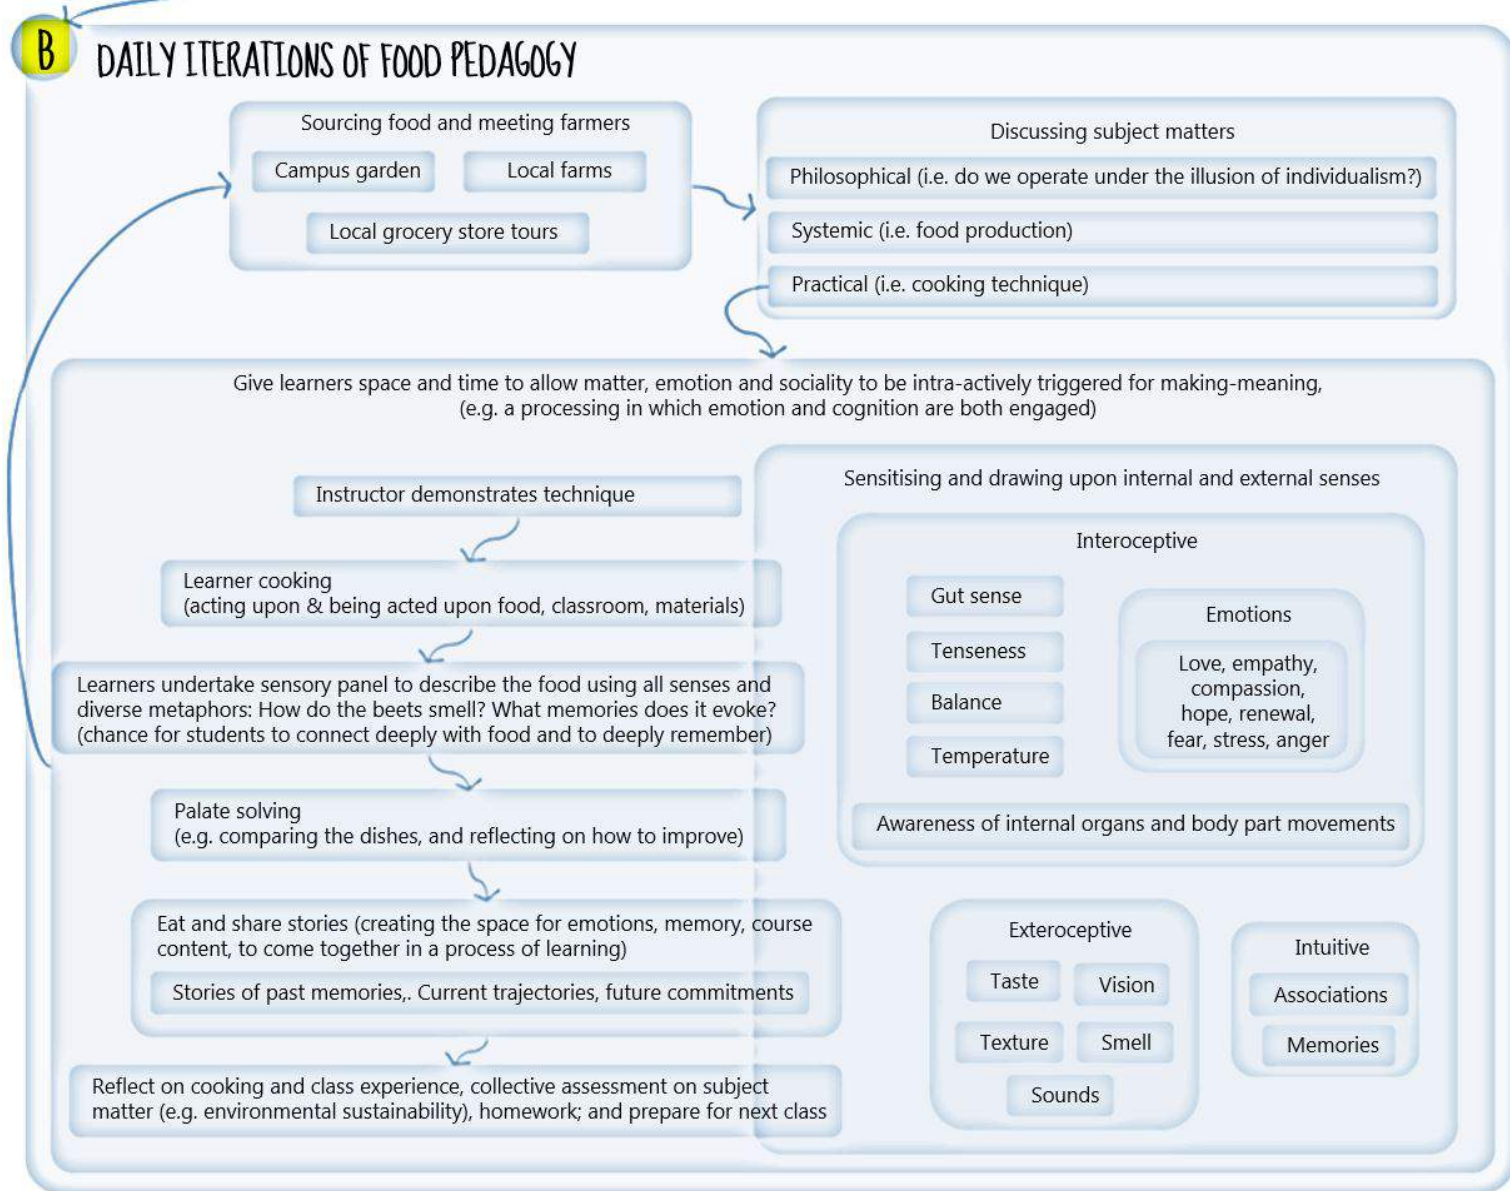 B
DAILY ITERATIONS OF FOOD PEDAGOGY
Sourcing food and meeting farmers
Campus garden
Local farms
Local grocery store tours
Discussing subject matters
Philosophical (i.e. do we operate under the illusion of individualism?)
Systemic (i.e. food production)
Practical (i.e. cooking technique)
Give learners space and time to allow matter, emotion and sociality to be intra-actively triggered for making-meaning,
(e.g. a processing in which emotion and cognition are both engaged)
Instructor demonstrates technique
Learner cooking
(acting upon & being acted upon food, classroom, materials)
Learners undertake sensory panel to describe the food using all senses and
diverse metaphors: How do the beets smell? What memories does it evoke?
(chance for students to connect deeply with food and to deeply remember)
Palate solving
(e.g. comparing the dishes, and reflecting on how to improve)
Eat and share stories (creating the space for emotions, memory, course
content, to come together in a process of learning)
Stories of past memories,. Current trajectories, future commitments
Reflect on cooking and class experience, collective assessment on subject
matter (e.g. environmental sustainability), homework; and prepare for next class
Sensitising and drawing upon internal and external senses
Interoceptive
Gut sense
Tenseness
Balance
Temperature
Emotions
Love, empathy,
compassion,
hope, renewal,
fear, stress, anger
Awareness of internal organs and body part movements
Exteroceptive
Taste
Vision
Texture
Smell
Sounds
Intuitive
Associations
Memories